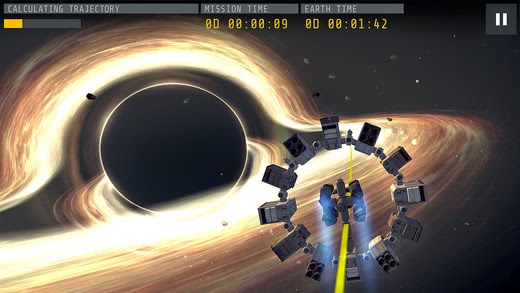 CALCULATING TRAJECTORY
MISSION TIME
EARTH TIME
0D 00:00:09
0D 00:01:42